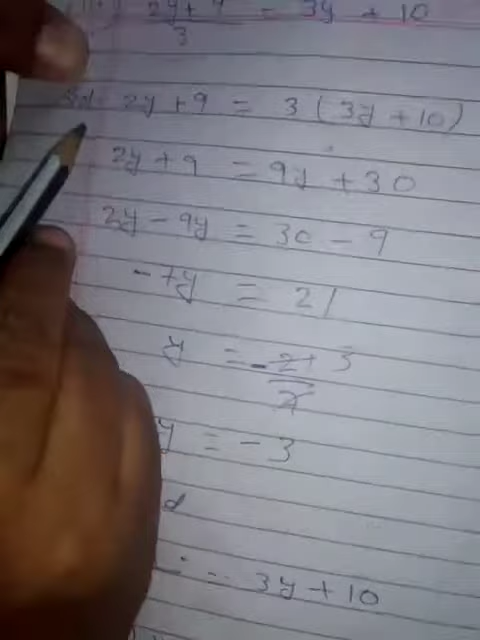 2y+9 = 3y + 10
3
Sol- 2y+9 = 3(3y+10)
2y+9 = 9y+30
2y-9y = 30-9
-7y = 21
y = -21 3
7
y = -3
= 3y+10